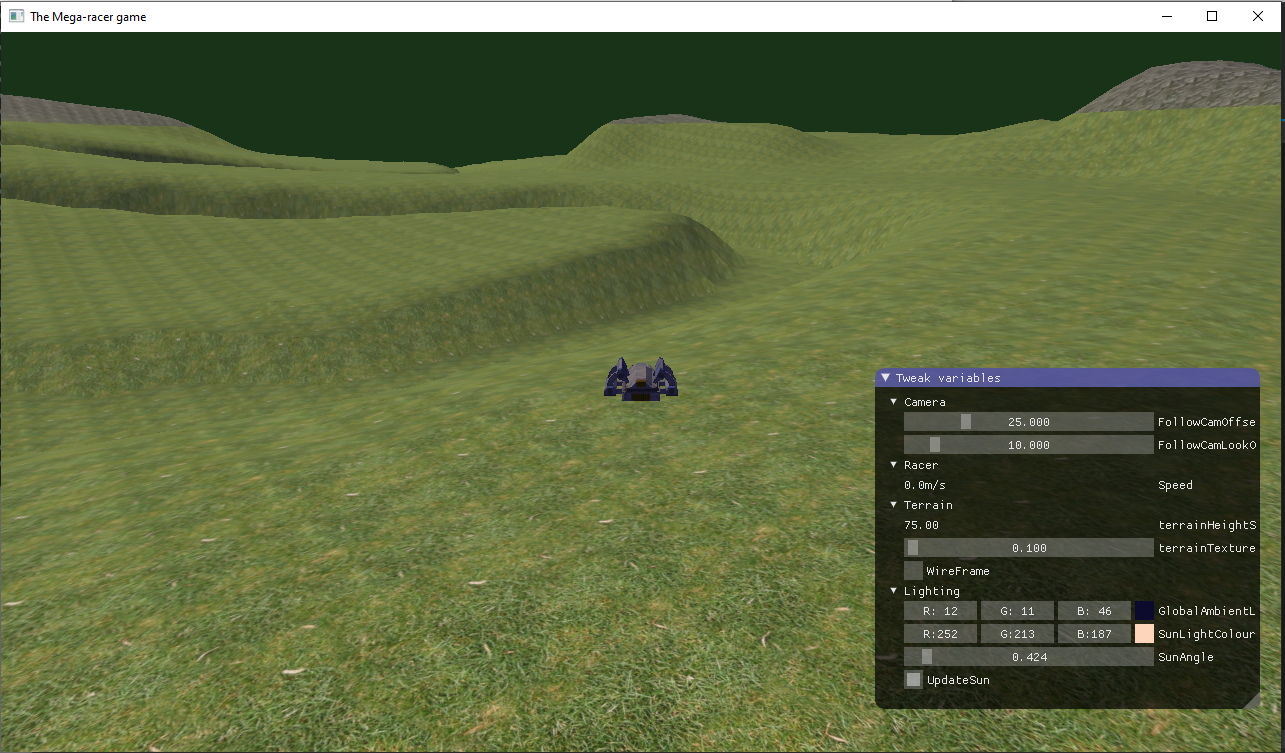 The Mega-racer game
Tweak variables
Camera
25.000 FollowCamOffse
10.000 FollowCamLookO
Racer
0.0m/s Speed
Terrain
75.00 terrainHeightS
0.100 terrainTexture
WireFrame
Lighting
R: 12 G: 11 B: 46 GlobalAmbientL
R:252 G:213 B:187 SunLightColour
0.424 SunAngle
UpdateSun